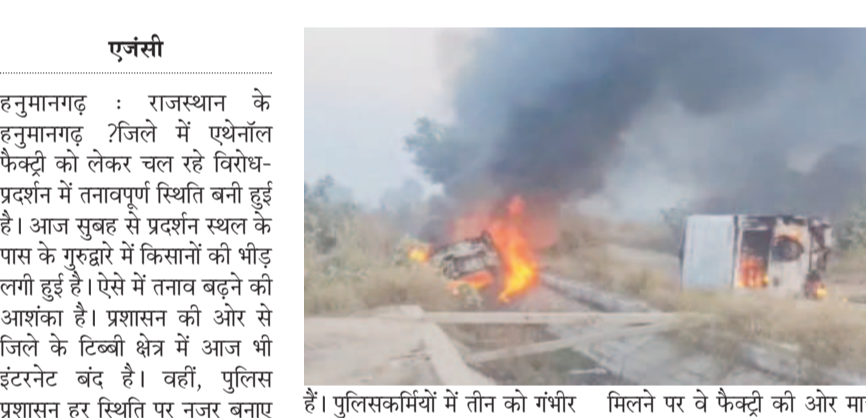 एजंसी
हनुमानगढ़ : राजस्थान के
हनुमानगढ़ ?जिले में एथेनॉल
फैक्ट्री को लेकर चल रहे विरोध-
प्रदर्शन में तनावपूर्ण स्थिति बनी हुई
है। आज सुबह से प्रदर्शन स्थल के
पास के गुरुद्वारे में किसानों की भीड़
लगी हुई है। ऐसे में तनाव बढ़ने की
आशंका है। प्रशासन की ओर से
जिले के टिब्बी क्षेत्र में आज भी
इंटरनेट बंद है। वहीं, पुलिस
प्रशासन हर स्थिति पर नजर बनाए
हैं। पुलिसकर्मियों में तीन को गंभीर
मिलने पर वे फैक्ट्री की ओर